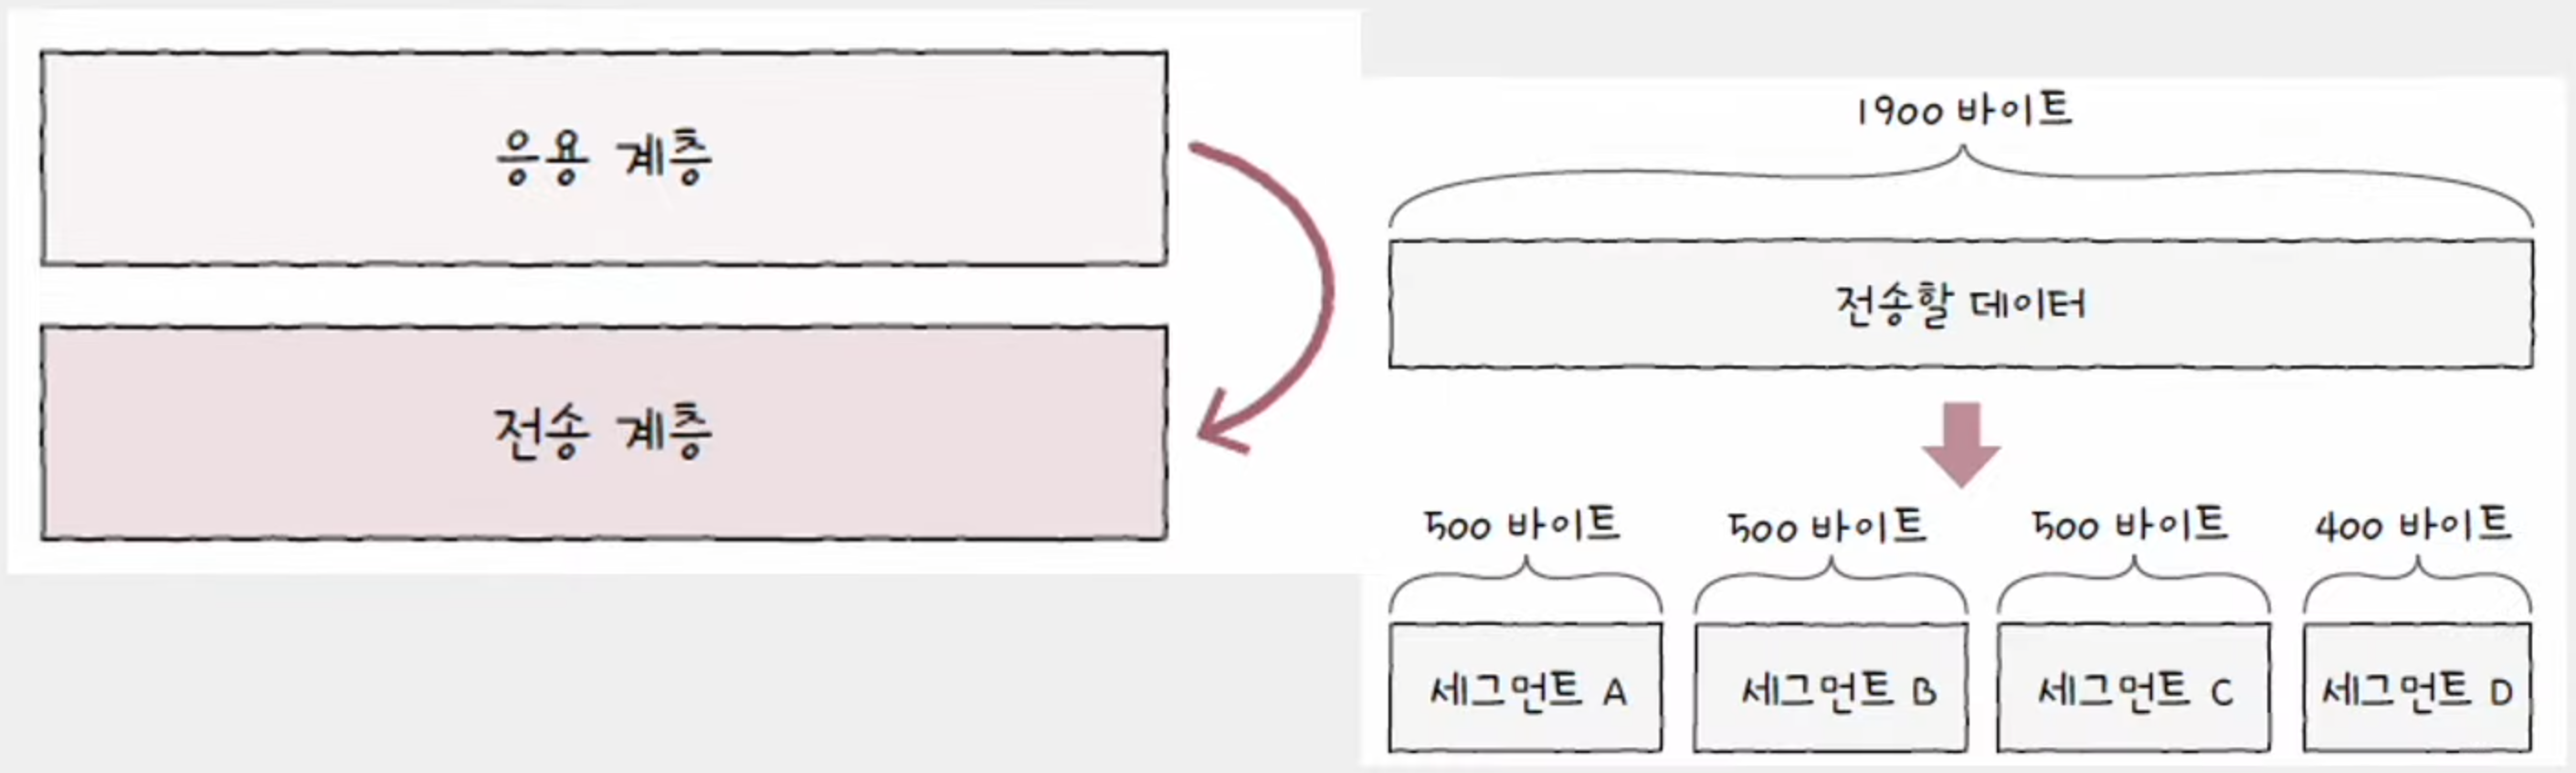 응용 계층
전송 계층
1900 바이트
전송할 데이터
500 바이트
500 바이트
500 바이트
400 바이트
세그먼트 A
세그먼트 B
세그먼트 C
세그먼트 D